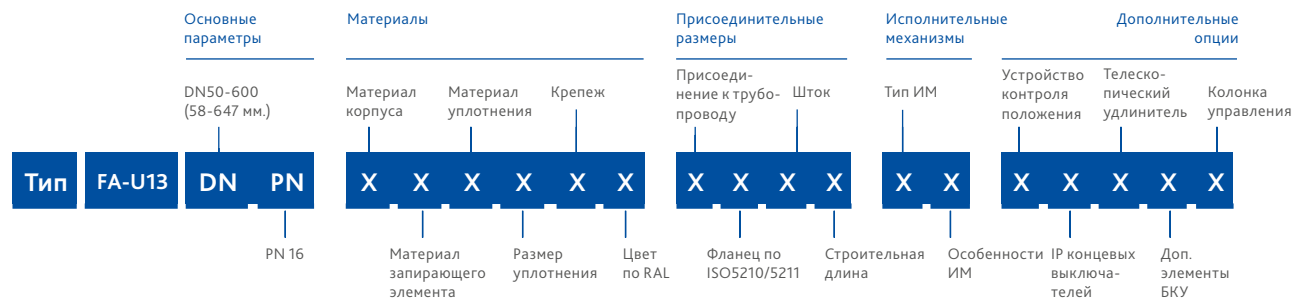 Основные
параметры
Материалы
Присоединительные
размеры
Исполнительные
механизмы
Дополнительные
опции
DN50-600
(58-647 мм.)
Материал
корпуса
Материал
уплотнения
Крепеж
Присоеди-
нение к трубо-
проводу
Шток
Тип ИМ
Устройство
контроля
положения
Телеско-
пический
удлинитель
Колонка
управления
Тип FA-U13 DN PN X X X X X X X X X X X X X X X X X
PN 16
Материал
запирающего
элемента
Размер
уплотнения
Цвет
по RAL
Фланец по
ISO5210/5211
Строительная
длина
Особенности
ИМ
IP концевых
выключа-
телей
Доп.
элементы
БКУ